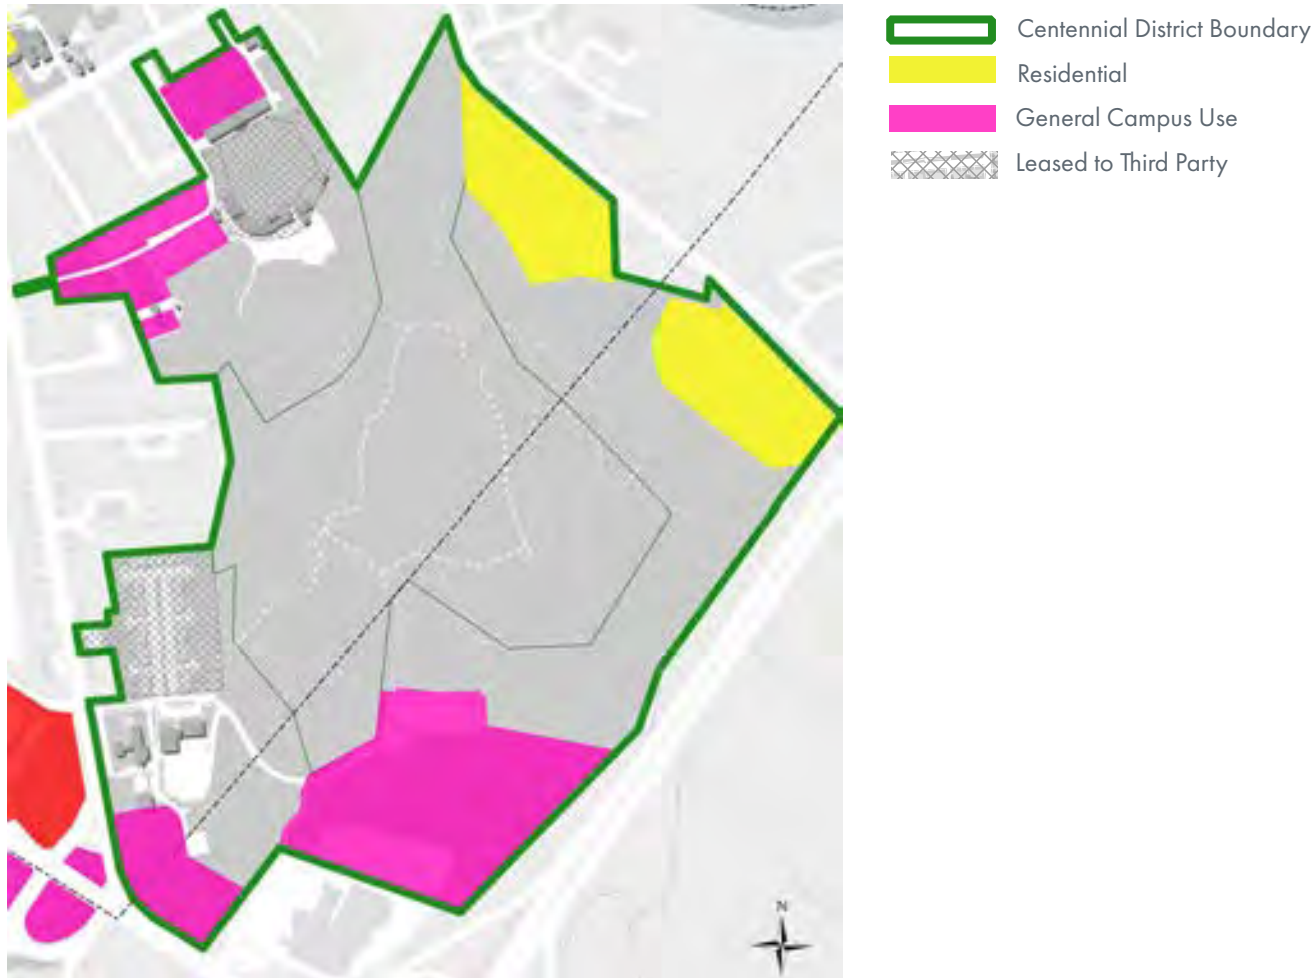 Centennial District Boundary
Residential
General Campus Use
Leased to Third Party
N